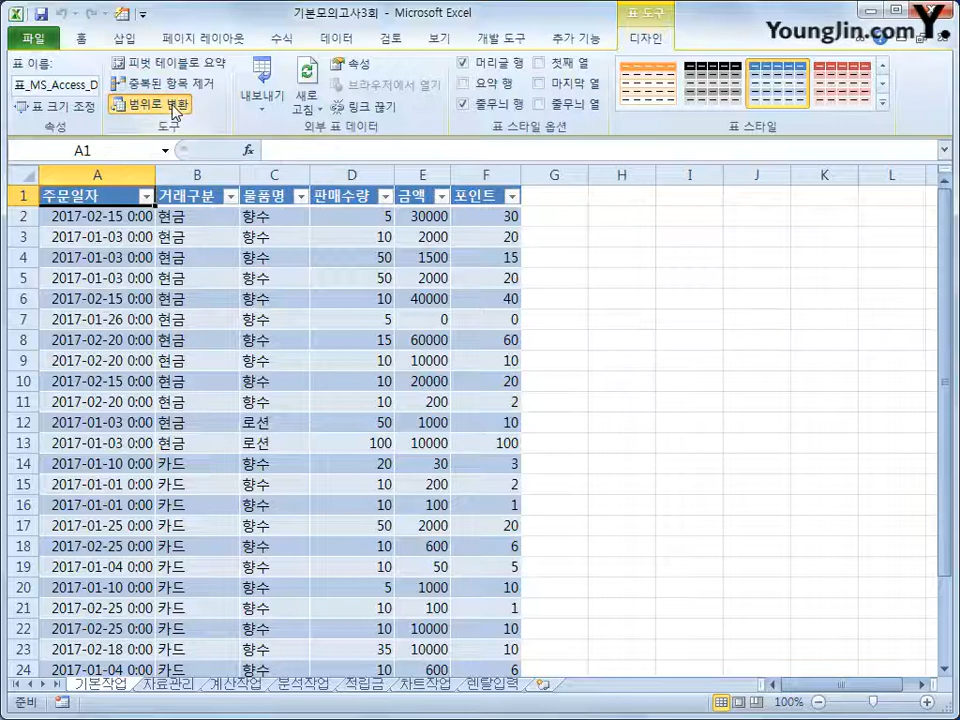 기본모의고사3회 - Microsoft Excel
표 도구
Younglin.com
파일 홈 삽입 페이지 레이아웃 수식 데이터 검토 보기 개발 도구 추가 기능 디자인
표 이름:
표_MS_Access_D
표 크기 조정
속성
피벗 테이블로 요약
중복된 항목 제거
범위로 변환
도구
내보내기
새로 고침
속성
브라우저에서 열기
링크 끊기
외부 표 데이터
머리글 행 첫째 열
요약 행 마지막 열
줄무늬 행 줄무늬 열
표 스타일 옵션
표 스타일
A1 fx
A B C D E F G H I J K L
1 주문일자 거래구분 물품명 판매수량 금액 포인트
2 2017-02-15 0:00 현금 향수 5 30000 30
3 2017-01-03 0:00 현금 향수 10 2000 20
4 2017-01-03 0:00 현금 향수 50 1500 15
5 2017-01-03 0:00 현금 향수 50 2000 20
6 2017-02-15 0:00 현금 향수 10 40000 40
7 2017-01-26 0:00 현금 향수 5 0 0
8 2017-02-20 0:00 현금 향수 15 60000 60
9 2017-02-20 0:00 현금 향수 10 10000 10
10 2017-02-15 0:00 현금 향수 10 20000 20
11 2017-02-20 0:00 현금 향수 10 200 2
12 2017-01-03 0:00 현금 로션 50 1000 10
13 2017-01-03 0:00 현금 로션 100 10000 100
14 2017-01-10 0:00 카드 향수 20 30 3
15 2017-01-01 0:00 카드 향수 10 200 2
16 2017-01-01 0:00 카드 향수 10 100 1
17 2017-01-25 0:00 카드 향수 50 2000 20
18 2017-02-25 0:00 카드 향수 10 600 6
19 2017-01-04 0:00 카드 향수 10 50 5
20 2017-01-10 0:00 카드 향수 5 1000 10
21 2017-02-25 0:00 카드 향수 10 100 1
22 2017-02-25 0:00 카드 향수 10 10000 10
23 2017-02-18 0:00 카드 향수 35 10000 10
24 2017-01-04 0:00 카드 향수 10 600 6
기본작업 자료관리 계산작업 분석작업 적립금 차트작업 렌탈입력
준비 100%